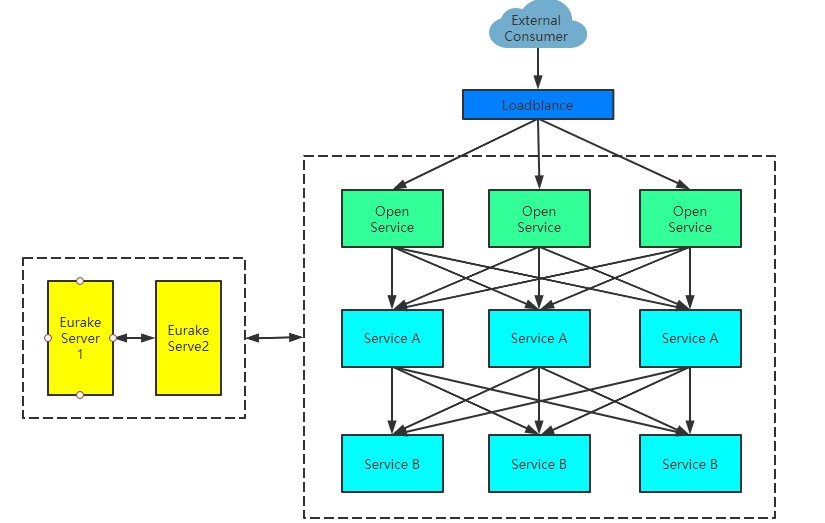 External
Consumer
Loadblance
Open
Service
Open
Service
Open
Service
Eurake
Server
1
Eurake
Serve2
Service A
Service A
Service A
Service B
Service B
Service B